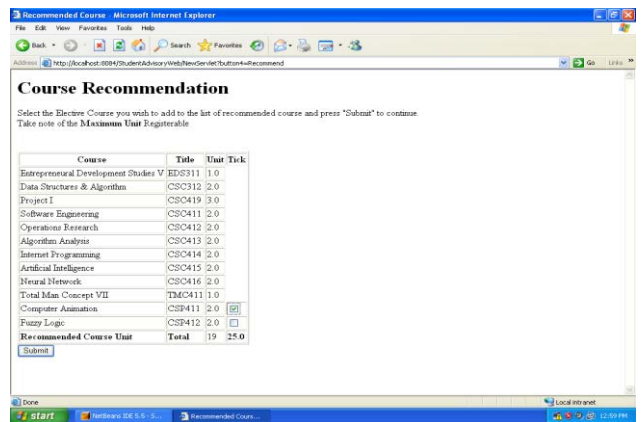 Recommended Course - Microsoft Internet Explorer
File Edit View Favorites Tools Help
Back Search Favorites
Address http://localhost:8084/StudentAdvisoryWeb/NewServlet?button4=Recommend Go Links »
Course Recommendation
Select the Elective Course you wish to add to the list of recommended course and press "Submit" to continue.
Take note of the Maximum Unit Registerable
Course Title Unit Tick
Entrepreneural Development Studies V EDS311 1.0
Data Structures & Algorithm CSC312 2.0
Project I CSC419 3.0
Software Engineering CSC411 2.0
Operations Research CSC412 2.0
Algorithm Analysis CSC413 2.0
Internet Programming CSC414 2.0
Artificial Intelligence CSC415 2.0
Neural Network CSC416 2.0
Total Man Concept VII TMC411 1.0
Computer Animation CSP411 2.0
Fuzzy Logic CSP412 2.0
Recommended Course Unit Total 19 25.0
Submit
Done Local intranet
start NetBeans IDE 5.5 - S... Recommended Cours... 12:59 PM